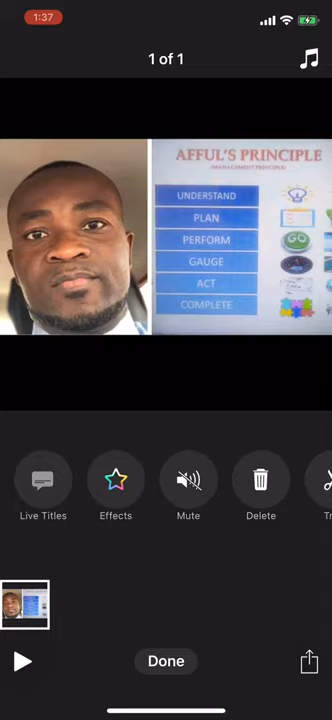 1:37
1 of 1
AFFUL'S PRINCIPLE
(MANAGEMENT PRINCIPLE)
UNDERSTAND
PLAN
PERFORM
GO
GAUGE
ACT
COMPLETE
Live Titles
Effects
Mute
Delete
Done